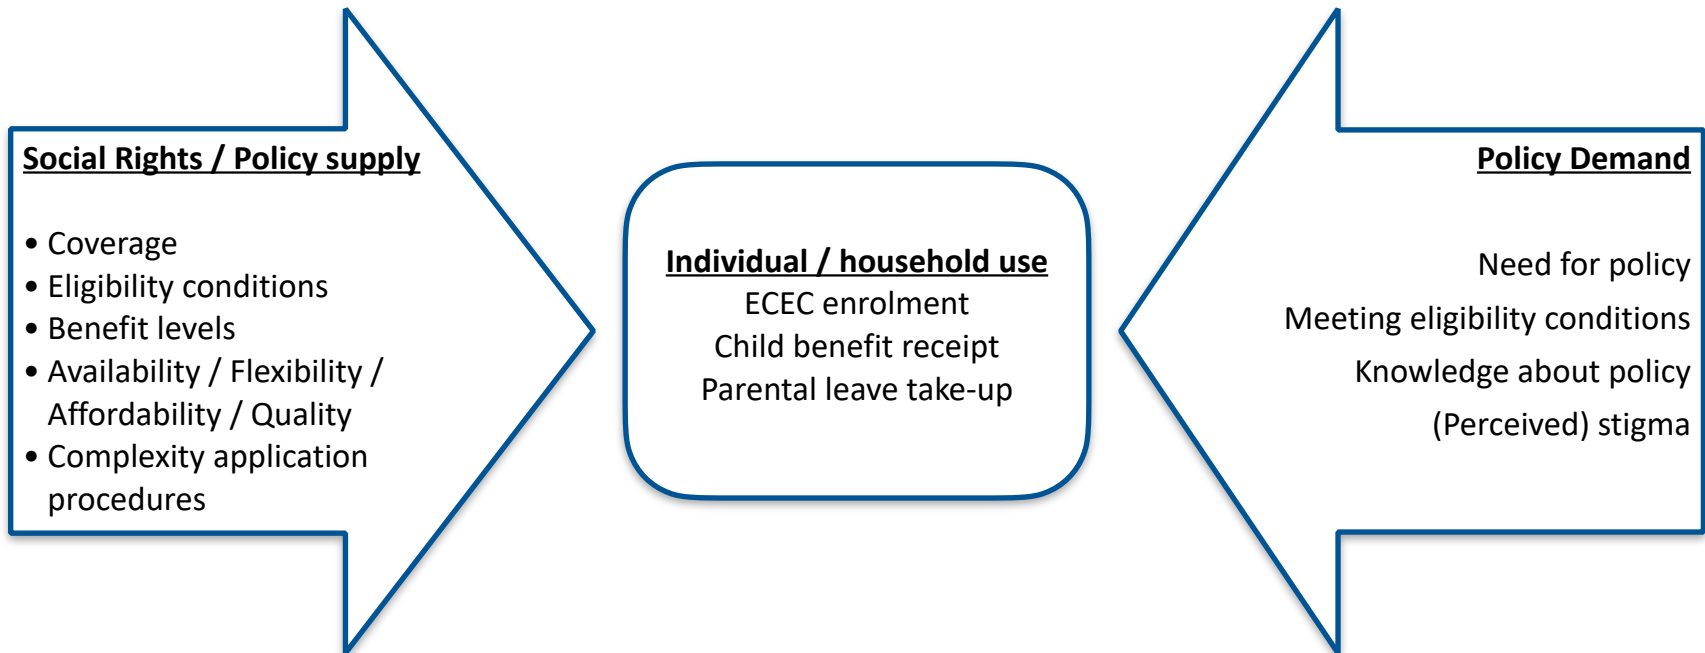 Social Rights / Policy supply
• Coverage
• Eligibility conditions
• Benefit levels
• Availability / Flexibility /
Affordability / Quality
• Complexity application
procedures
Individual / household use
ECEC enrolment
Child benefit receipt
Parental leave take-up
Policy Demand
Need for policy
Meeting eligibility conditions
Knowledge about policy
(Perceived) stigma